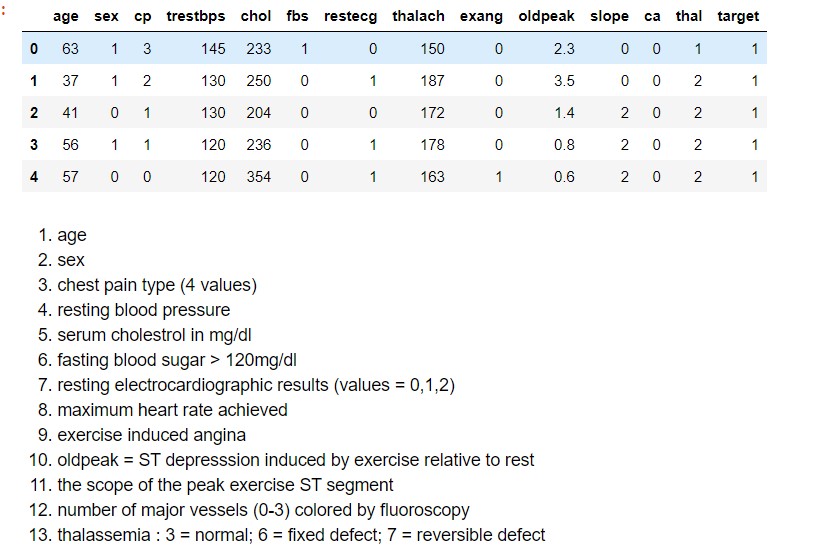 :
age sex cp trestbps chol fbs restecg thalach exang oldpeak slope ca thal target
0 63 1 3 145 233 1 0 150 0 2.3 0 0 1 1
1 37 1 2 130 250 0 1 187 0 3.5 0 0 2 1
2 41 0 1 130 204 0 0 172 0 1.4 2 0 2 1
3 56 1 1 120 236 0 1 178 0 0.8 2 0 2 1
4 57 0 0 120 354 0 1 163 1 0.6 2 0 2 1
1. age
2. sex
3. chest pain type (4 values)
4. resting blood pressure
5. serum cholestrol in mg/dl
6. fasting blood sugar > 120mg/dl
7. resting electrocardiographic results (values = 0,1,2)
8. maximum heart rate achieved
9. exercise induced angina
10. oldpeak = ST depresssion induced by exercise relative to rest
11. the scope of the peak exercise ST segment
12. number of major vessels (0-3) colored by fluoroscopy
13. thalassemia : 3 = normal; 6 = fixed defect; 7 = reversible defect